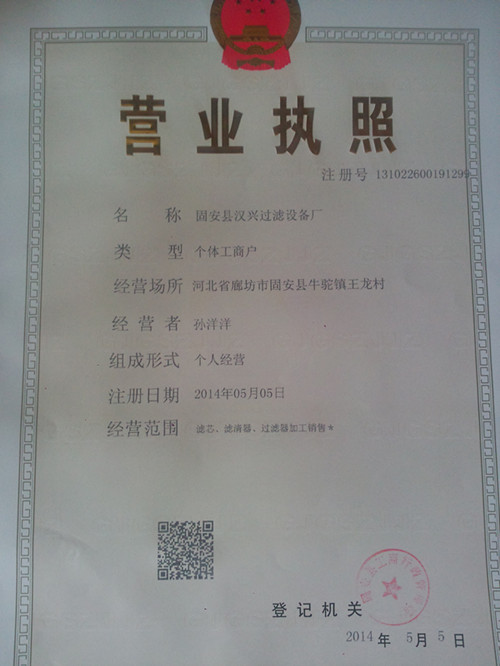 营业执照
注册号 131022600191299
名称 固安县汉兴过滤设备厂
类型 个体工商户
经营场所 河北省廊坊市固安县牛驼镇王龙村
经营者 孙洋洋
组成形式 个人经营
注册日期 2014年05月05日
经营范围 滤芯、滤清器、过滤器加工销售*
登记机关
2014年 5月 5日